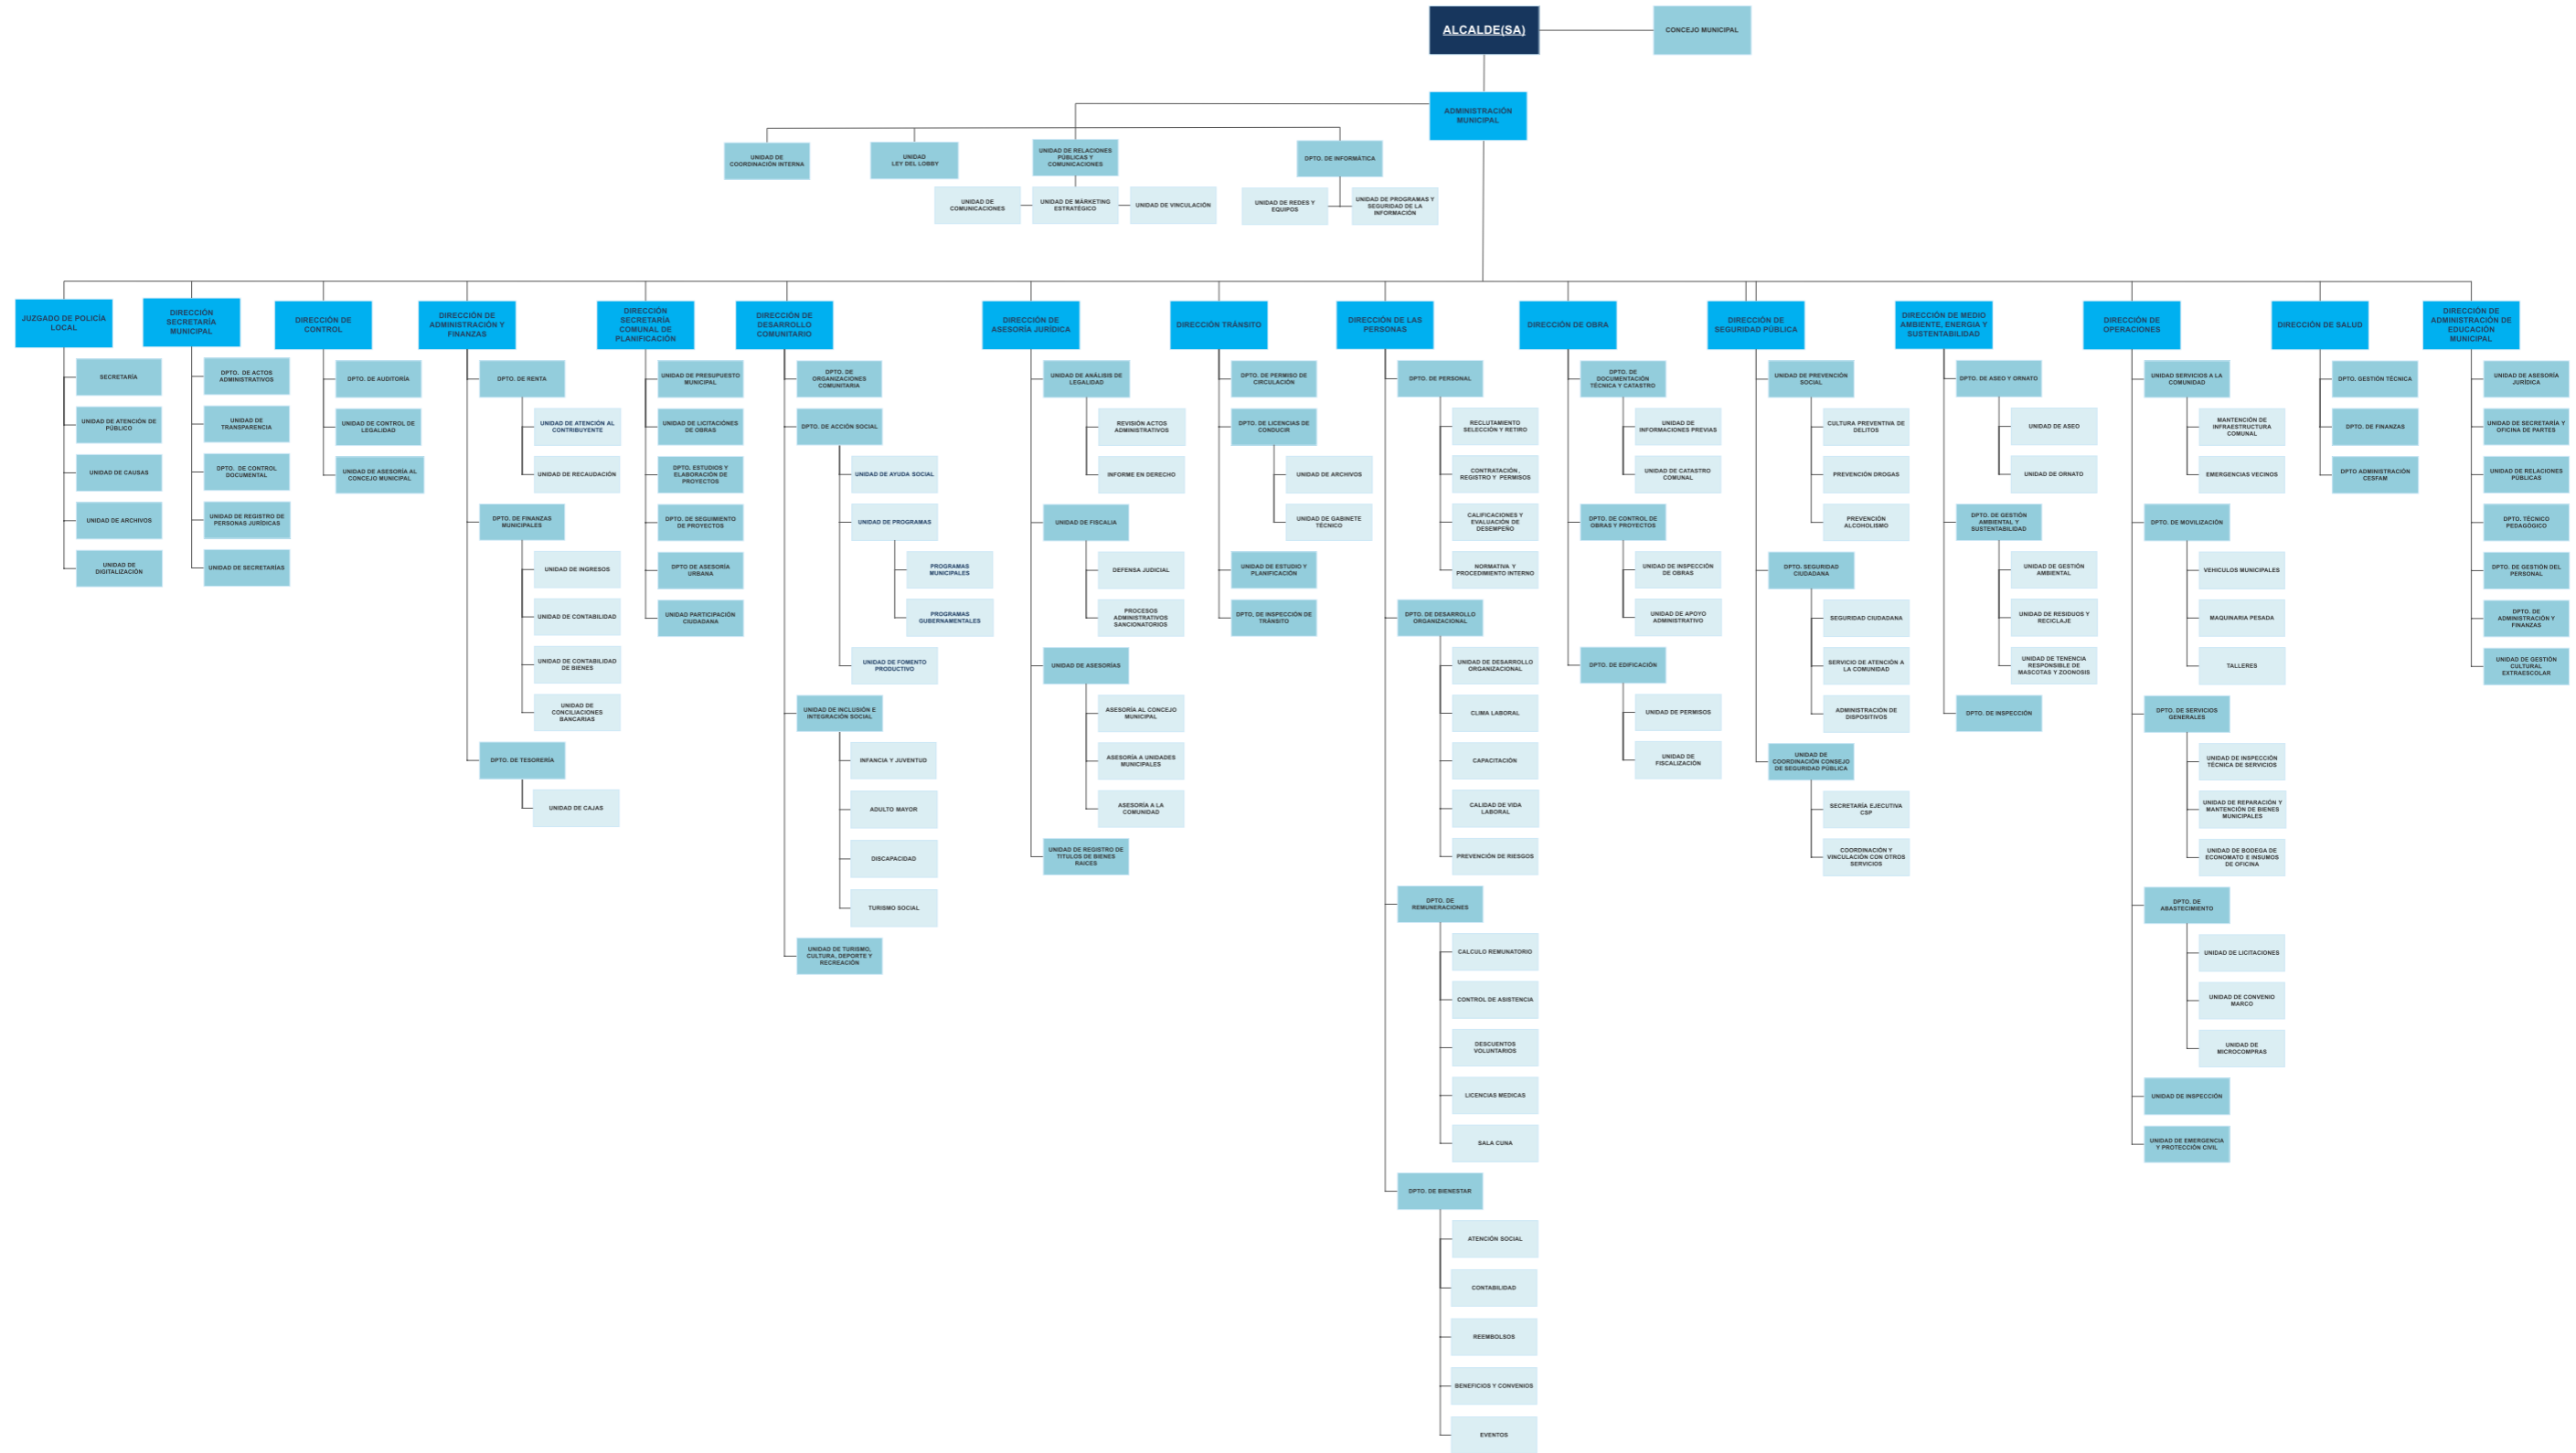 ALCALDE(SA)
CONCEJO MUNICIPAL
ADMINISTRACIÓN
MUNICIPAL
UNIDAD DE
COORDINACIÓN INTERNA
UNIDAD
LEY DEL LOBBY
UNIDAD DE RELACIONES
PÚBLICAS Y
COMUNICACIONES
DPTO. DE INFORMÁTICA
UNIDAD DE
COMUNICACIONES
UNIDAD DE MÁRKETING
ESTRATÉGICO
UNIDAD DE VINCULACIÓN
UNIDAD DE REDES Y
EQUIPOS
UNIDAD DE PROGRAMAS Y
SEGURIDAD DE LA
INFORMACIÓN
JUZGADO DE POLICÍA
LOCAL
SECRETARÍA
UNIDAD DE ATENCIÓN DE
PÚBLICO
UNIDAD DE CAUSAS
UNIDAD DE ARCHIVOS
UNIDAD DE
DIGITALIZACIÓN
DIRECCIÓN
SECRETARÍA
MUNICIPAL
DPTO. DE ACTOS
ADMINISTRATIVOS
UNIDAD DE
TRANSPARENCIA
DPTO. DE CONTROL
DOCUMENTAL
UNIDAD DE REGISTRO DE
PERSONAS JURÍDICAS
UNIDAD DE SECRETARÍAS
DIRECCIÓN DE
CONTROL
DPTO. DE AUDITORÍA
UNIDAD DE CONTROL DE
LEGALIDAD
UNIDAD DE ASESORÍA AL
CONCEJO MUNICIPAL
DIRECCIÓN DE
ADMINISTRACIÓN Y
FINANZAS
DPTO. DE RENTA
UNIDAD DE ATENCIÓN AL
CONTRIBUYENTE
UNIDAD DE RECAUDACIÓN
DPTO. DE FINANZAS
MUNICIPALES
UNIDAD DE INGRESOS
UNIDAD DE CONTABILIDAD
UNIDAD DE CONTABILIDAD
DE BIENES
UNIDAD DE
CONCILIACIONES
BANCARIAS
DPTO. DE TESORERÍA
UNIDAD DE CAJAS
DIRECCIÓN
SECRETARÍA
COMUNAL DE
PLANIFICACIÓN
UNIDAD DE PRESUPUESTO
MUNICIPAL
UNIDAD DE LICITACIÓNES
DE OBRAS
DPTO. ESTUDIOS Y
ELABORACIÓN DE
PROYECTOS
DPTO. DE SEGUIMIENTO
DE PROYECTOS
DPTO DE ASESORÍA
URBANA
UNIDAD PARTICIPACIÓN
CIUDADANA
DIRECCIÓN DE
DESARROLLO
COMUNITARIO
DPTO. DE
ORGANIZACIONES
COMUNITARIA
DPTO. DE ACCIÓN SOCIAL
UNIDAD DE AYUDA SOCIAL
UNIDAD DE PROGRAMAS
PROGRAMAS
MUNICIPALES
PROGRAMAS
GUBERNAMENTALES
UNIDAD DE FOMENTO
PRODUCTIVO
UNIDAD DE INCLUSIÓN E
INTEGRACIÓN SOCIAL
INFANCIA Y JUVENTUD
ADULTO MAYOR
DISCAPACIDAD
TURISMO SOCIAL
UNIDAD DE TURISMO,
CULTURA, DEPORTE Y
RECREACIÓN
DIRECCIÓN DE
ASESORÍA JURÍDICA
UNIDAD DE ANÁLISIS DE
LEGALIDAD
REVISIÓN ACTOS
ADMINISTRATIVOS
INFORME EN DERECHO
UNIDAD DE FISCALIA
DEFENSA JUDICIAL
PROCESOS
ADMINISTRATIVOS
SANCIONATORIOS
UNIDAD DE ASESORÍAS
ASESORÍA AL CONCEJO
MUNICIPAL
ASESORÍA A UNIDADES
MUNICIPALES
ASESORÍA A LA
COMUNIDAD
UNIDAD DE REGISTRO DE
TITULOS DE BIENES
RAICES
DIRECCIÓN TRÁNSITO
DPTO. DE PERMISO DE
CIRCULACIÓN
DPTO. DE LICENCIAS DE
CONDUCIR
UNIDAD DE ARCHIVOS
UNIDAD DE GABINETE
TÉCNICO
UNIDAD DE ESTUDIO Y
PLANIFICACIÓN
DPTO, DE INSPECCIÓN DE
TRÁNSITO
DIRECCIÓN DE LAS
PERSONAS
DPTO. DE PERSONAL
RECLUTAMIENTO
SELECCIÓN Y RETIRO
CONTRATACIÓN,
REGISTRO Y PERMISOS
CALIFICACIONES Y
EVALUACIÓN DE
DESEMPEÑO
NORMATIVA Y
PROCEDIMIENTO INTERNO
DPTO. DE DESARROLLO
ORGANIZACIONAL
UNIDAD DE DESARROLLO
ORGANIZACIONAL
CLIMA LABORAL
CAPACITACIÓN
CALIDAD DE VIDA
LABORAL
PREVENCIÓN DE RIESGOS
DPTO. DE
REMUNERACIONES
CALCULO REMUNATORIO
CONTROL DE ASISTENCIA
DESCUENTOS
VOLUNTARIOS
LICENCIAS MEDICAS
SALA CUNA
DPTO. DE BIENESTAR
ATENCIÓN SOCIAL
CONTABILIDAD
REEMBOLSOS
BENEFICIOS Y CONVENIOS
EVENTOS
DIRECCIÓN DE OBRA
DPTO. DE
DOCUMENTACIÓN
TÉCNICA Y CATASTRO
UNIDAD DE
INFORMACIONES PREVIAS
UNIDAD DE CATASTRO
COMUNAL
DPTO. DE CONTROL DE
OBRAS Y PROYECTOS
UNIDAD DE INSPECCIÓN
DE OBRAS
UNIDAD DE APOYO
ADMINISTRATIVO
DPTO. DE EDIFICACIÓN
UNIDAD DE PERMISOS
UNIDAD DE
FISCALIZACIÓN
DIRECCIÓN DE
SEGURIDAD PÚBLICA
UNIDAD DE PREVENCIÓN
SOCIAL
CULTURA PREVENTIVA DE
DELITOS
PREVENCIÓN DROGAS
PREVENCIÓN
ALCOHOLISMO
DPTO. SEGURIDAD
CIUDADANA
SEGURIDAD CIUDADANA
SERVICIO DE ATENCIÓN A
LA COMUNIDAD
ADMINISTRACIÓN DE
DISPOSITIVOS
UNIDAD DE
COORDINACIÓN CONSEJO
DE SEGURIDAD PÚBLICA
SECRETARÍA EJECUTIVA
CSP
COORDINACIÓN Y
VINCULACIÓN CON OTROS
SERVICIOS
DIRECCIÓN DE MEDIO
AMBIENTE, ENERGIA Y
SUSTENTABILIDAD
DPTO. DE ASEO Y ORNATO
UNIDAD DE ASEO
UNIDAD DE ORNATO
DPTO. DE GESTIÓN
AMBIENTAL Y
SUSTENTABILIDAD
UNIDAD DE GESTIÓN
AMBIENTAL
UNIDAD DE RESIDUOS Y
RECICLAJE
UNIDAD DE TENENCIA
RESPONSIBLE DE
MASCOTAS Y ZOONOSIS
DPTO. DE INSPECCIÓN
DIRECCIÓN DE
OPERACIONES
UNIDAD SERVICIOS A LA
COMUNIDAD
MANTENCIÓN DE
INFRAESTRUCTURA
COMUNAL
EMERGENCIAS VECINOS
DPTO. DE MOVILIZACIÓN
VEHICULOS MUNICIPALES
MAQUINARIA PESADA
TALLERES
DPTO. DE SERVICIOS
GENERALES
UNIDAD DE INSPECCIÓN
TÉCNICA DE SERVICIOS
UNIDAD DE REPARACIÓN Y
MANTENCIÓN DE BIENES
MUNICIPALES
UNIDAD DE BODEGA DE
ECONOMATO E INSUMOS
DE OFICINA
DPTO. DE
ABASTECIMIENTO
UNIDAD DE LICITACIONES
UNIDAD DE CONVENIO
MARCO
UNIDAD DE
MICROCOMPRAS
UNIDAD DE INSPECCIÓN
UNIDAD DE EMERGENCIA
Y PROTECCIÓN CIVIL
DIRECCIÓN DE SALUD
DPTO. GESTIÓN TÉCNICA
DPTO. DE FINANZAS
DPTO ADMINISTRACIÓN
CESFAM
DIRECCIÓN DE
ADMINISTRACIÓN DE
EDUCACIÓN
MUNICIPAL
UNIDAD DE ASESORÍA
JURÍDICA
UNIDAD DE SECRETARÍA Y
OFICINA DE PARTES
UNIDAD DE RELACIONES
PÚBLICAS
DPTO. TÉCNICO
PEDAGÓGICO
DPTO. DE GESTIÓN DEL
PERSONAL
DPTO. DE
ADMINISTRACIÓN Y
FINANZAS
UNIDAD DE GESTIÓN
CULTURAL
EXTRAESCOLAR